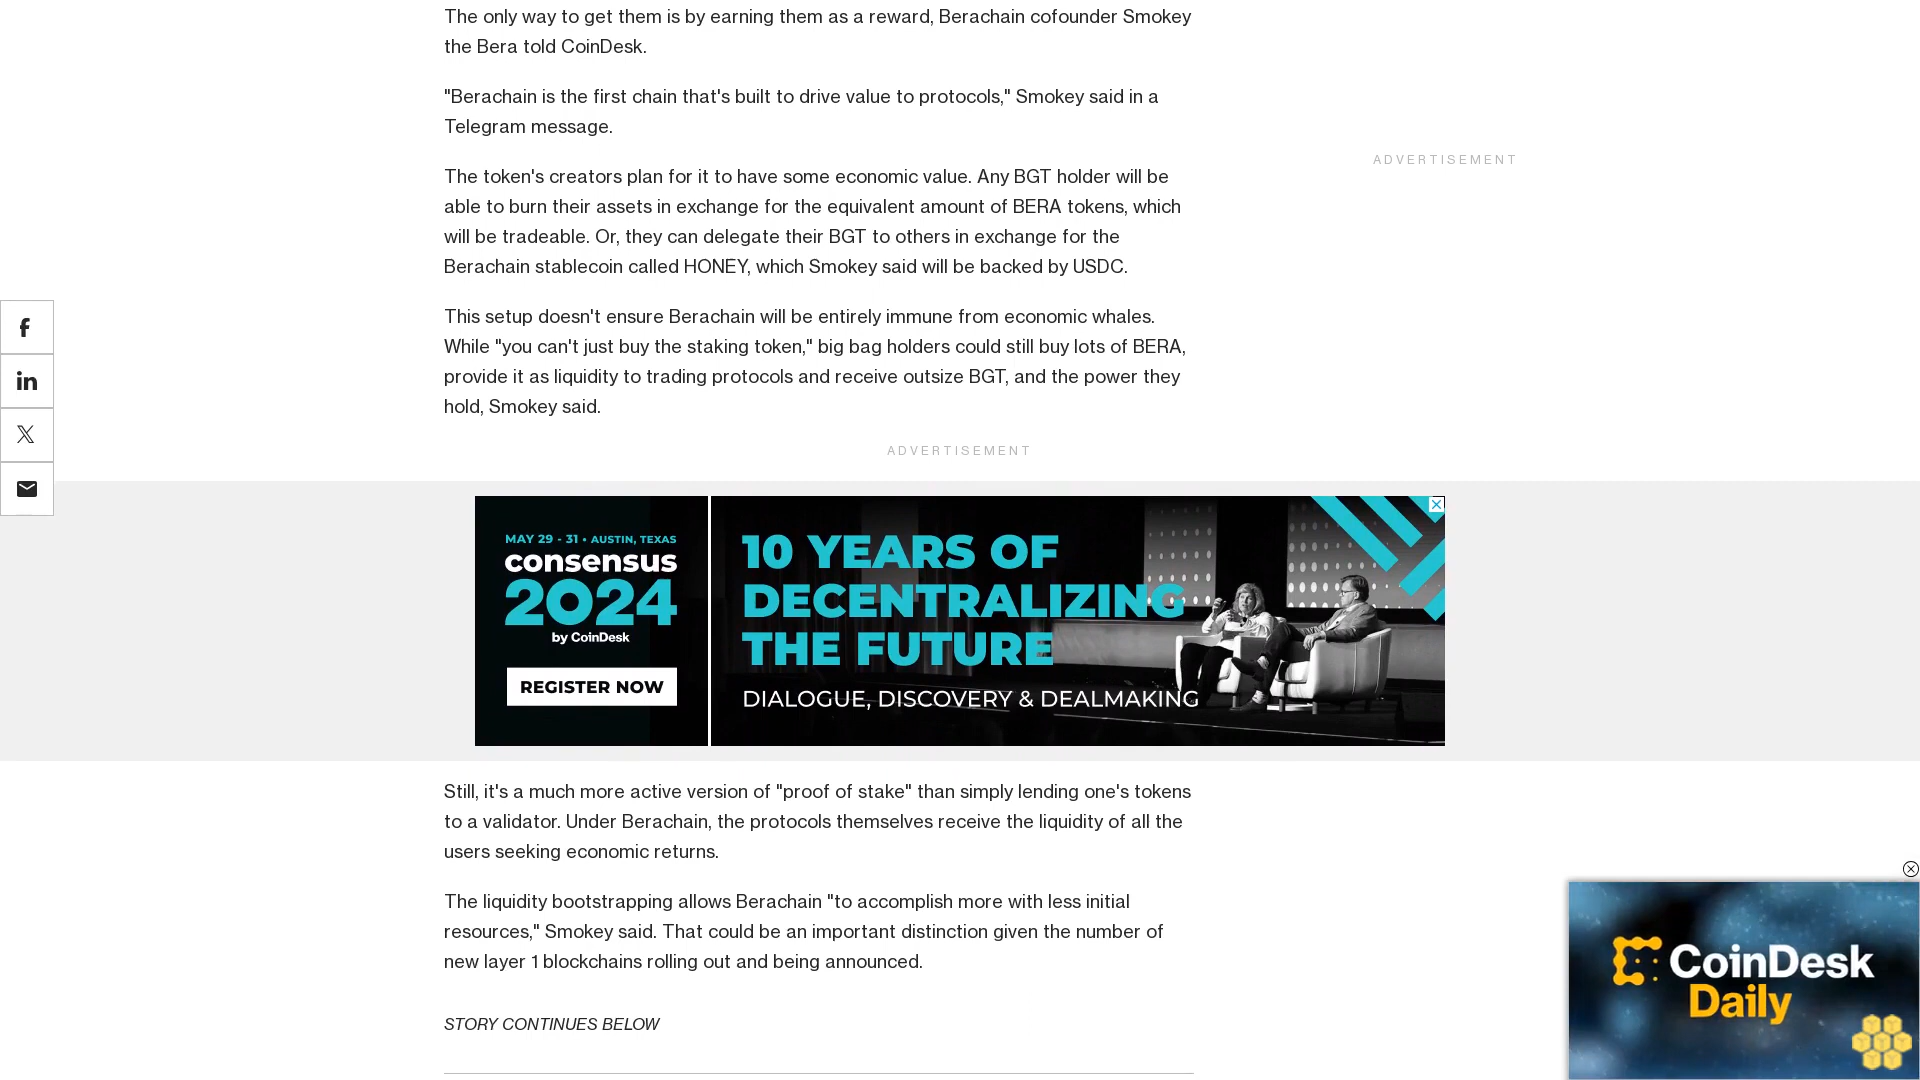 The only way to get them is by earning them as a reward, Berachain cofounder Smokey
the Bera told CoinDesk.
"Berachain is the first chain that's built to drive value to protocols," Smokey said in a
Telegram message.
ADVERTISEMENT
The token's creators plan for it to have some economic value. Any BGT holder will be
able to burn their assets in exchange for the equivalent amount of BERA tokens, which
will be tradeable. Or, they can delegate their BGT to others in exchange for the
Berachain stablecoin called HONEY, which Smokey said will be backed by USDC.
This setup doesn't ensure Berachain will be entirely immune from economic whales.
While "you can't just buy the staking token," big bag holders could still buy lots of BERA,
provide it as liquidity to trading protocols and receive outsize BGT, and the power they
hold, Smokey said.
ADVERTISEMENT
MAY 29 - 31 • AUSTIN, TEXAS
consensus
2024
by CoinDesk
REGISTER NOW
10 YEARS OF
DECENTRALIZING
THE FUTURE
DIALOGUE, DISCOVERY & DEALMAKING
Still, it's a much more active version of "proof of stake" than simply lending one's tokens
to a validator. Under Berachain, the protocols themselves receive the liquidity of all the
users seeking economic returns.
The liquidity bootstrapping allows Berachain "to accomplish more with less initial
resources," Smokey said. That could be an important distinction given the number of
new layer 1 blockchains rolling out and being announced.
STORY CONTINUES BELOW
CoinDesk
Daily